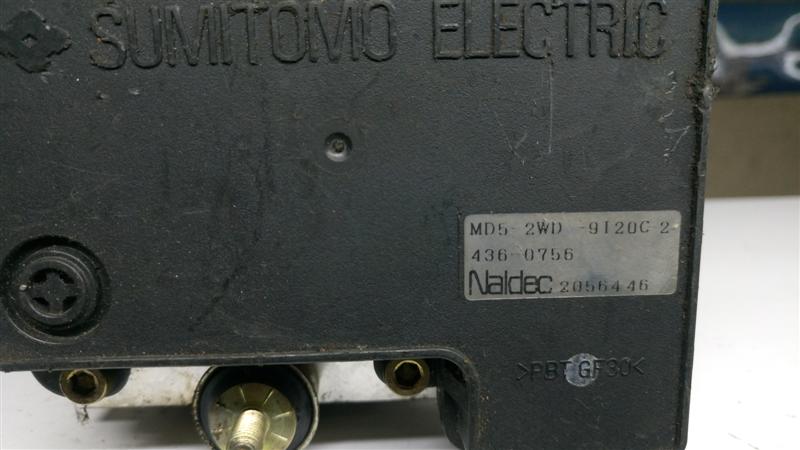 SUMITOMO ELECTRIC
MD5-2WD -9I20C-2
436-0756
Naldec 2056446
>PBT GF30<